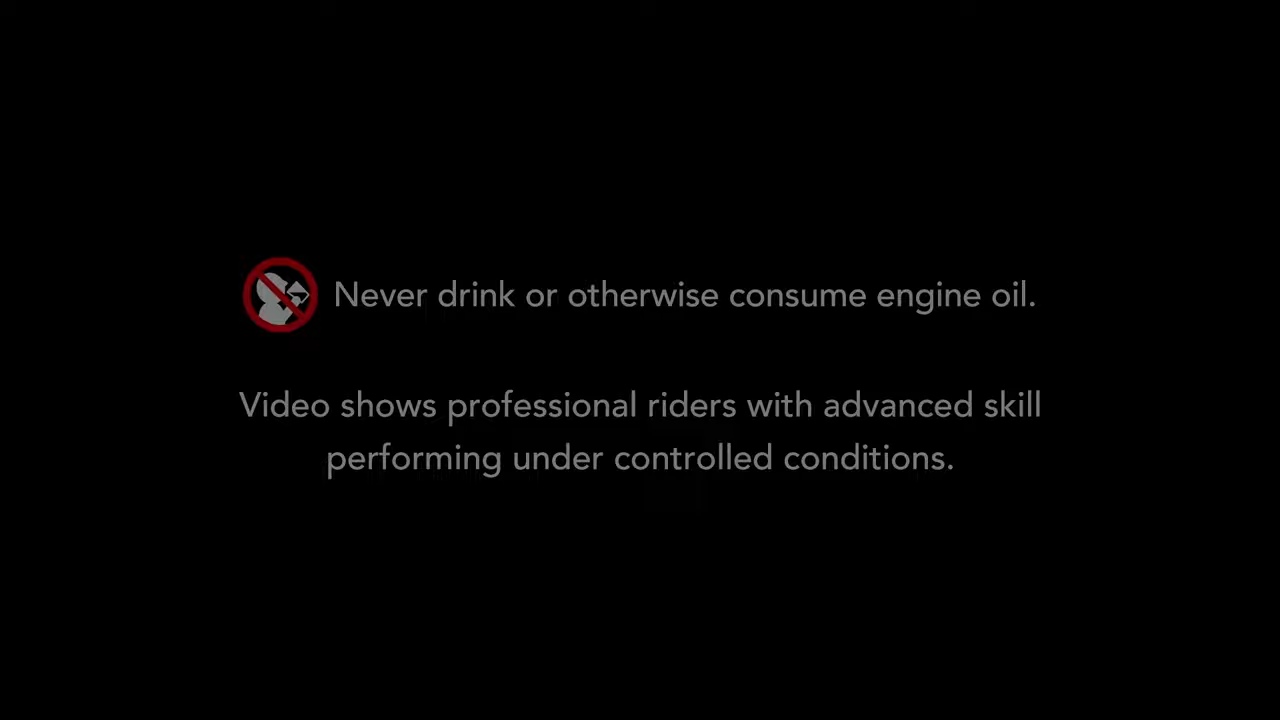 Never drink or otherwise consume engine oil.
Video shows professional riders with advanced skill
performing under controlled conditions.